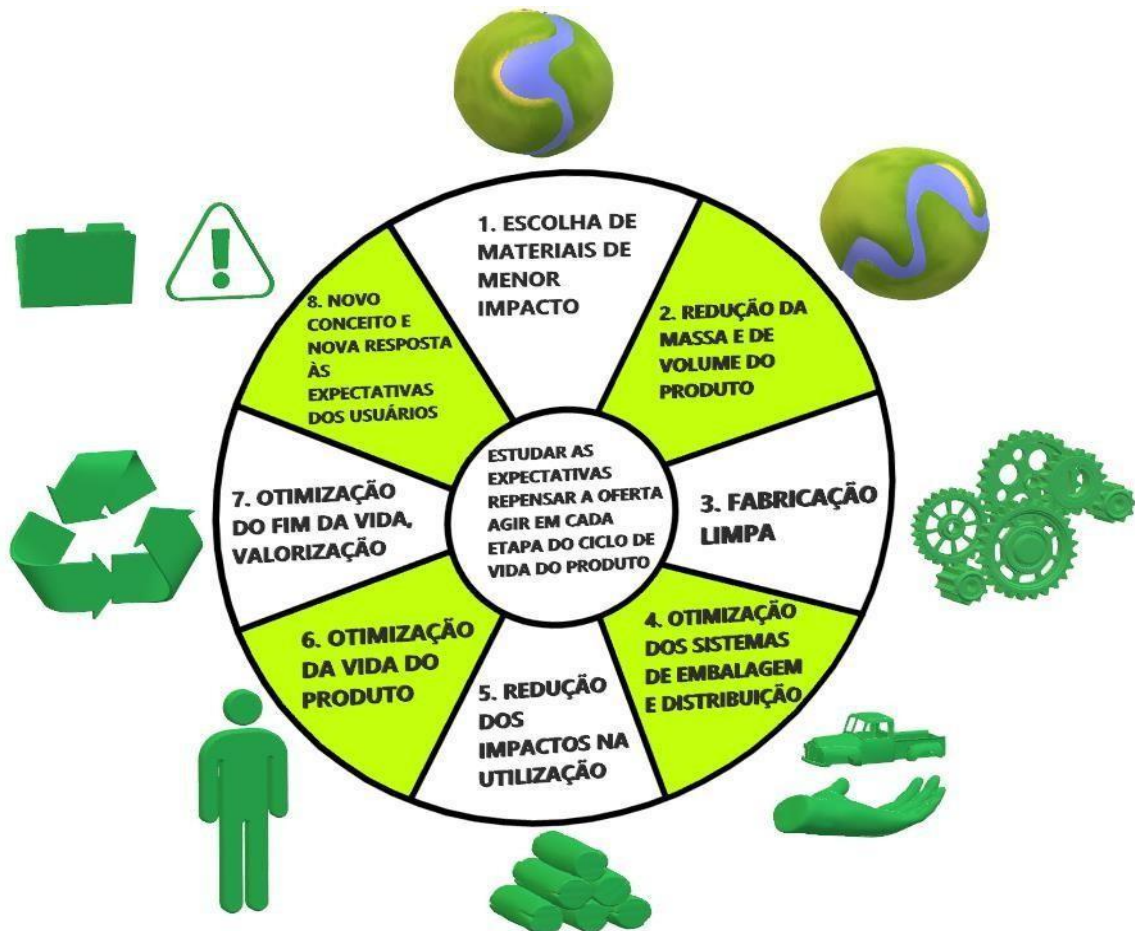 1. ESCOLHA DE
MATERIAIS DE
MENOR
IMPACTO
2. REDUÇÃO DA
MASSA E DE
VOLUME DO
PRODUTO
3. FABRICAÇÃO
LIMPA
4. OTIMIZAÇÃO
DOS SISTEMAS
DE EMBALAGEM
E DISTRIBUIÇÃO
5. REDUÇÃO
DOS
IMPACTOS NA
UTILIZAÇÃO
6. OTIMIZAÇÃO
DA VIDA DO
PRODUTO
7. OTIMIZAÇÃO
DO FIM DA VIDA,
VALORIZAÇÃO
8. NOVO
CONCEITO E
NOVA RESPOSTA
ÀS
EXPECTATIVAS
DOS USUÁRIOS
ESTUDAR AS
EXPECTATIVAS
REPENSAR A OFERTA
AGIR EM CADA
ETAPA DO CICLO DE
VIDA DO PRODUTO